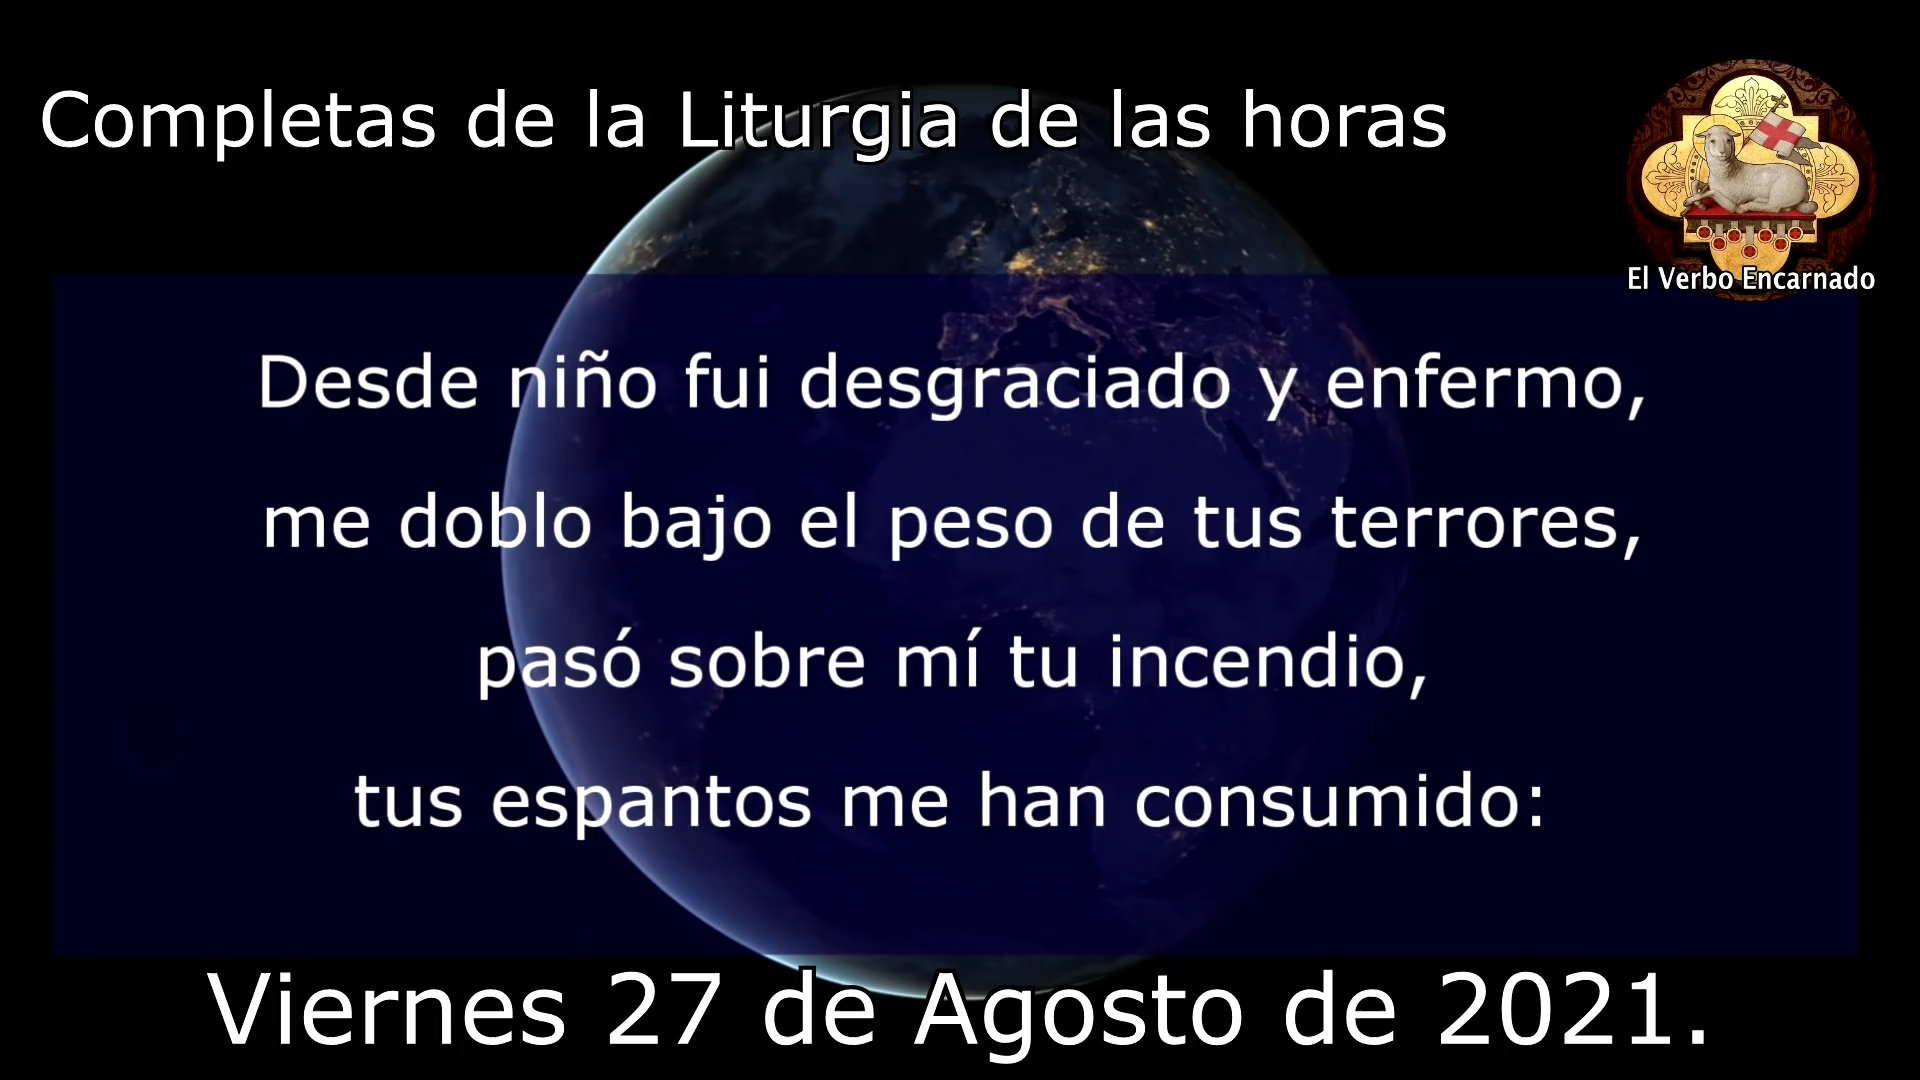 Completas de la Liturgia de las horas
El Verbo Encarnado
Desde niño fui desgraciado y enfermo,
me doblo bajo el peso de tus terrores,
pasó sobre mí tu incendio,
tus espantos me han consumido:
Viernes 27 de Agosto de 2021.